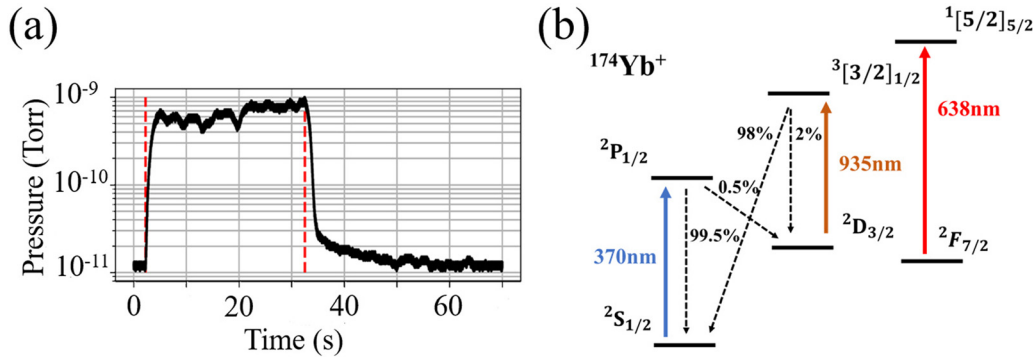 (a)
Pressure (Torr)
10⁻⁹
10⁻¹⁰
10⁻¹¹
0 20 40 60
Time (s)
(b)
¹⁷⁴Yb⁺
¹[5/2]₅/₂
³[3/2]₁/₂
638nm
98%
2%
²P₁/₂
935nm
0.5%
²D₃/₂
²F₇/₂
99.5%
370nm
²S₁/₂